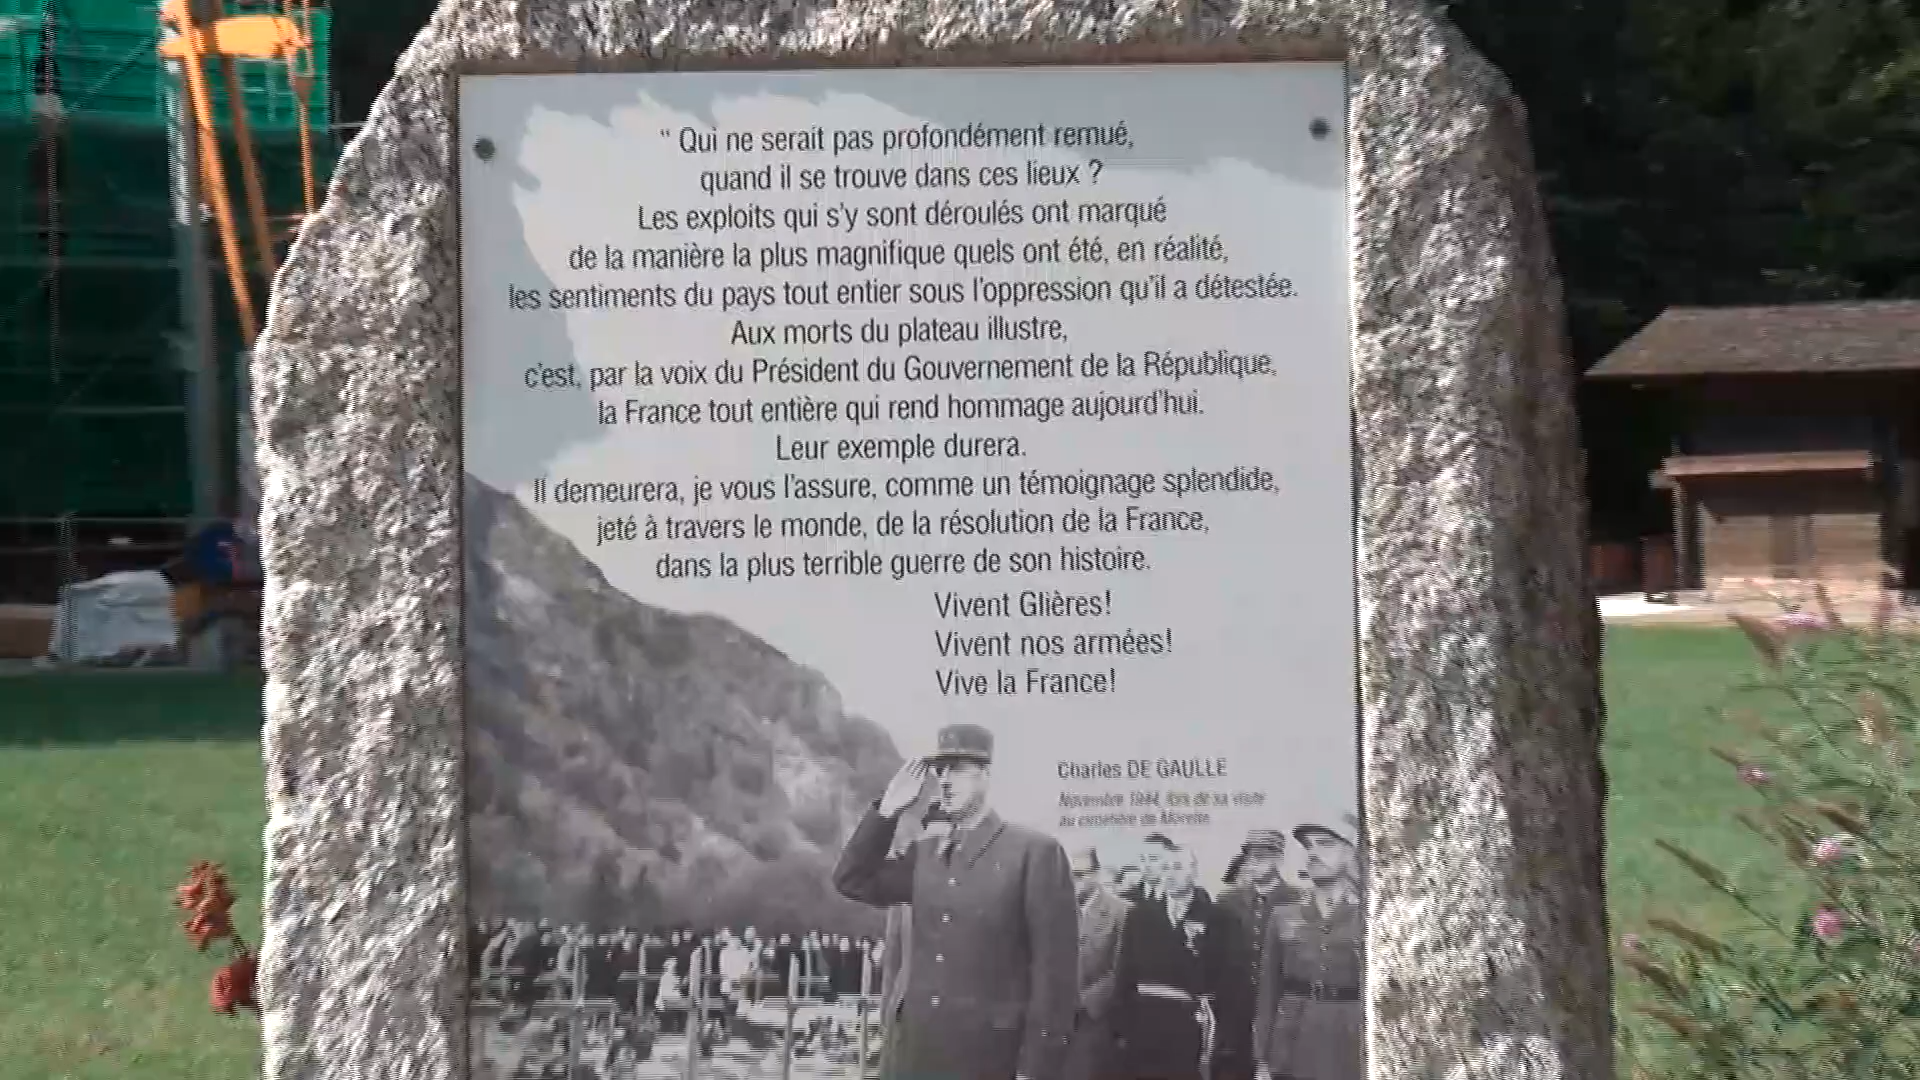 “ Qui ne serait pas profondément remué,
quand il se trouve dans ces lieux ?
Les exploits qui s'y sont déroulés ont marqué
de la manière la plus magnifique quels ont été, en réalité,
les sentiments du pays tout entier sous l'oppression qu'il a détestée.
Aux morts du plateau illustre,
c'est, par la voix du Président du Gouvernement de la République,
la France tout entière qui rend hommage aujourd'hui.
Leur exemple durera.
Il demeurera, je vous l'assure, comme un témoignage splendide,
jeté à travers le monde, de la résolution de la France,
dans la plus terrible guerre de son histoire.
Vivent Glières!
Vivent nos armées!
Vive la France!
Charles DE GAULLE
Novembre 1944, lors de sa visite
au cimetière de Morette